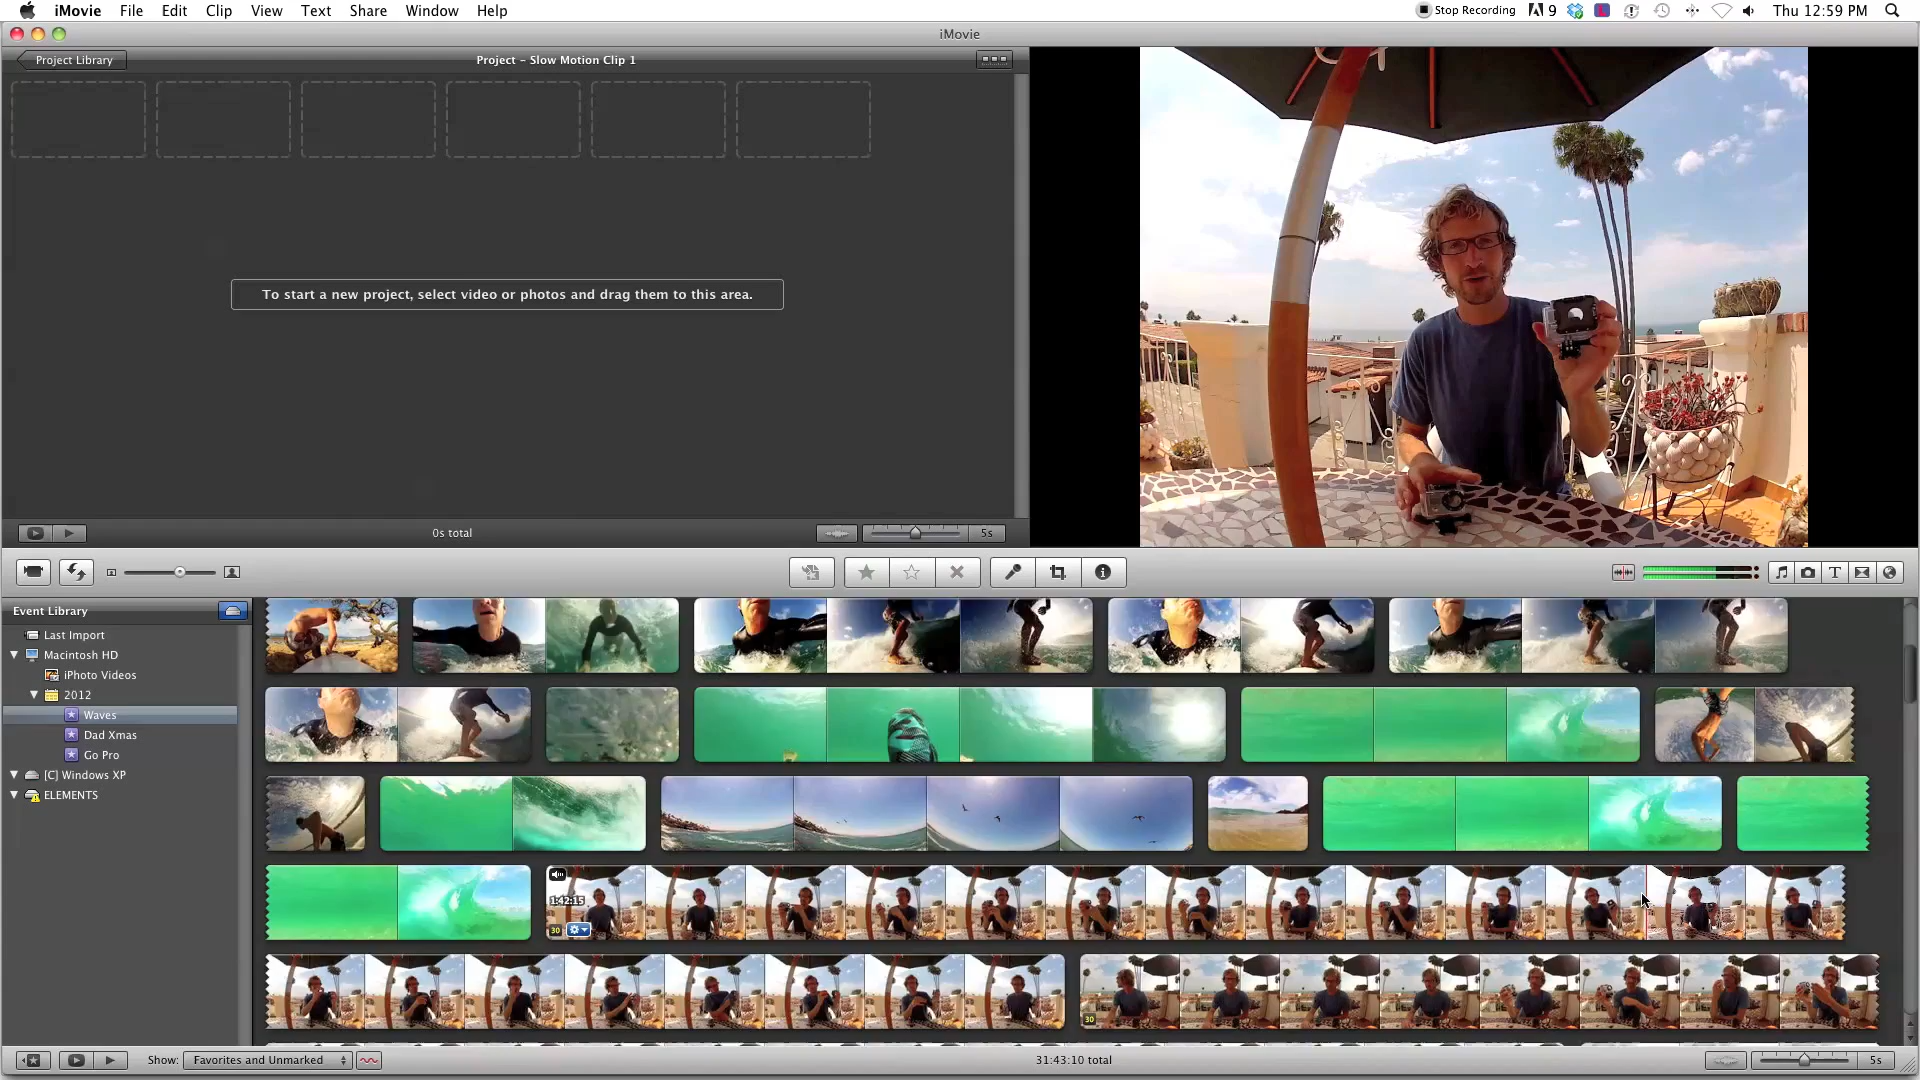 iMovie File Edit Clip View Text Share Window Help
Stop Recording 9 Thu 12:59 PM
iMovie
Project Library
Project - Slow Motion Clip 1
To start a new project, select video or photos and drag them to this area.
0s total
5s
Event Library
Last Import
Macintosh HD
iPhoto Videos
2012
Waves
Dad Xmas
Go Pro
[C] Windows XP
ELEMENTS
1:42:15
30
30
Show: Favorites and Unmarked
31:43:10 total
5s